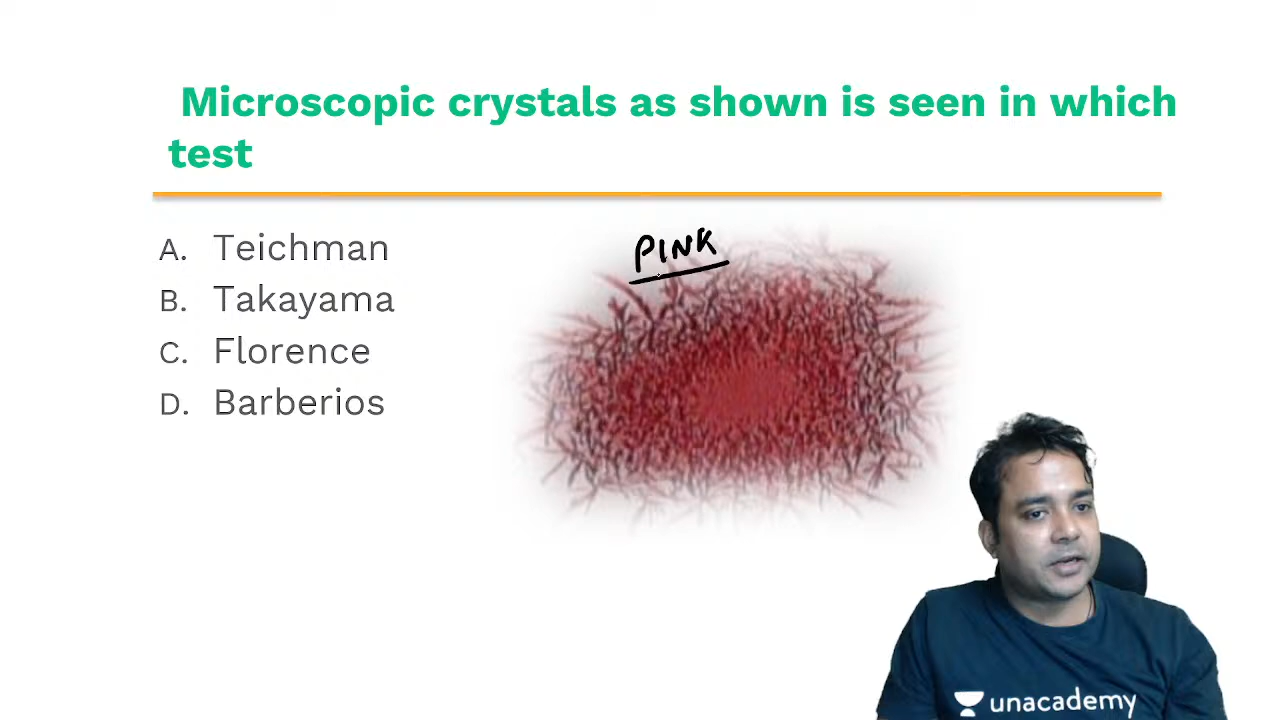 Microscopic crystals as shown is seen in which
test
A. Teichman
B. Takayama
C. Florence
D. Barberios
PINK
unacademy